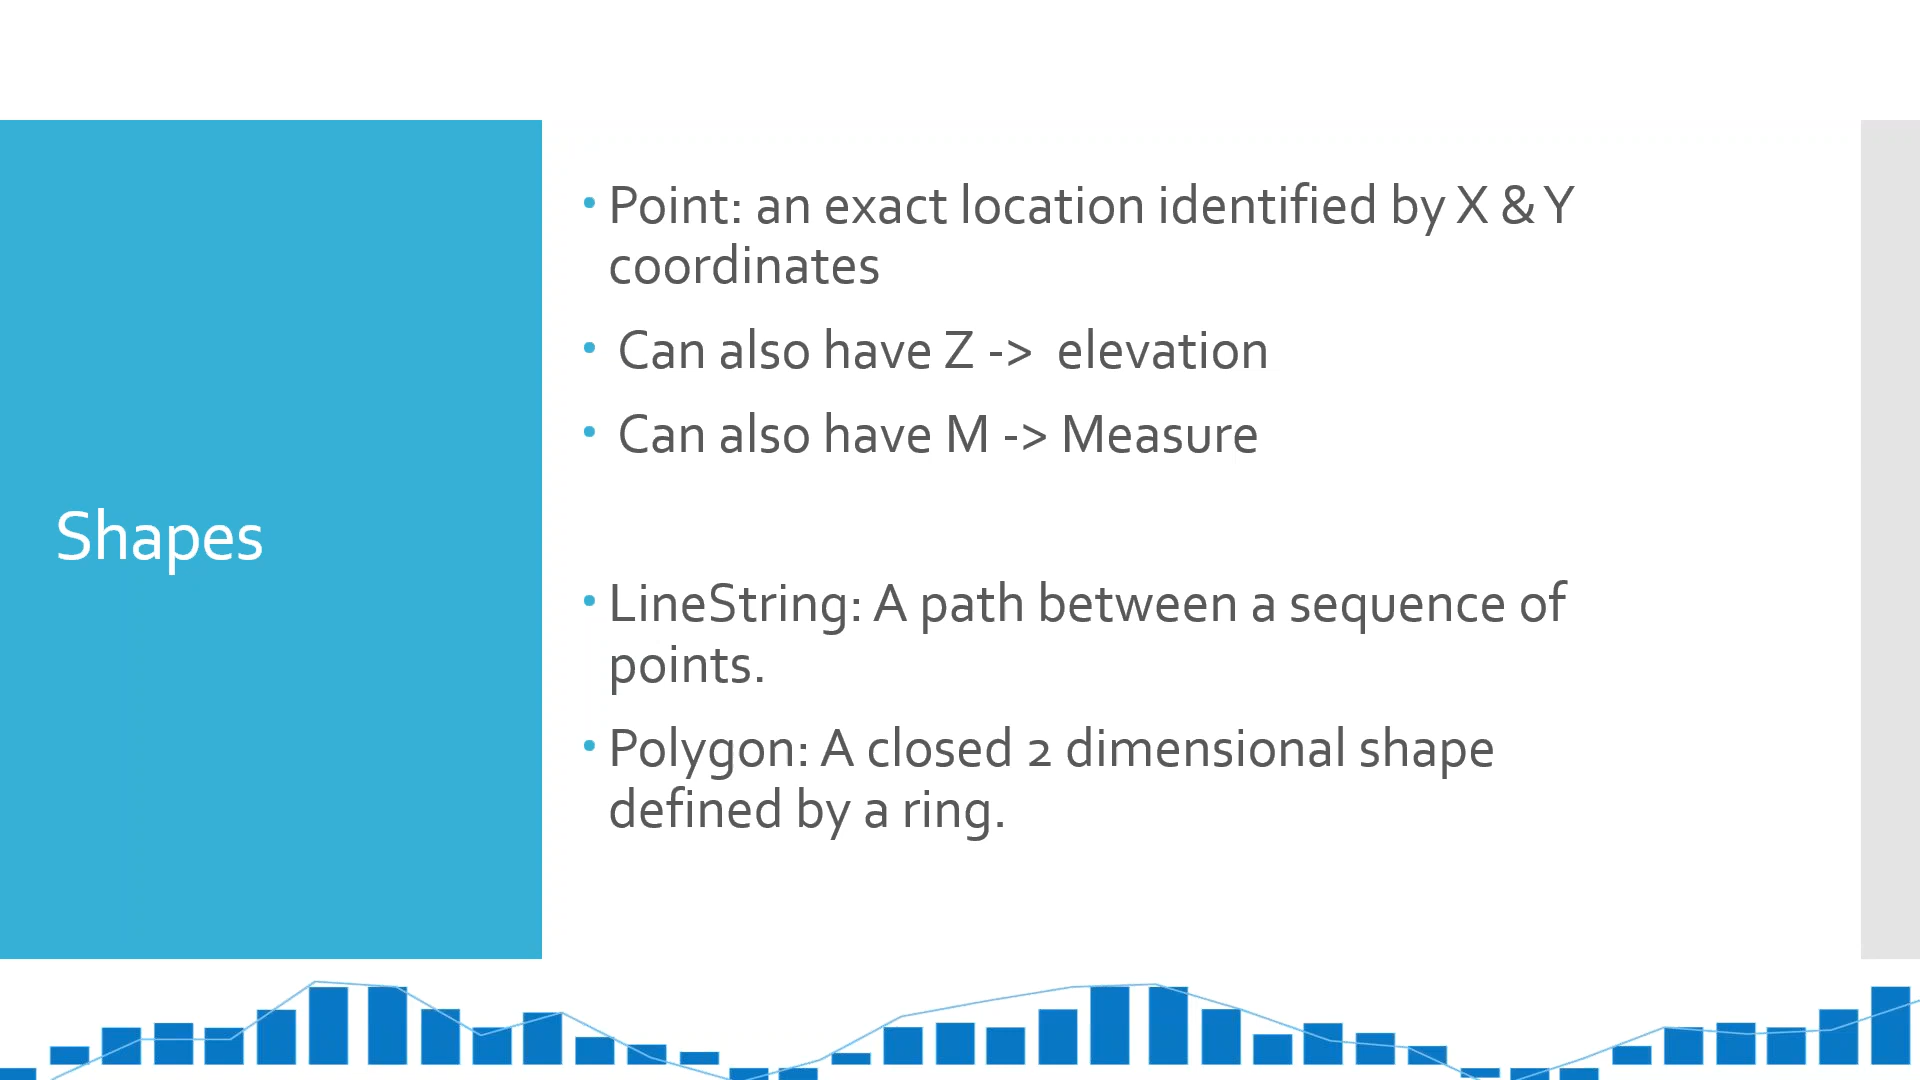 Shapes
• Point: an exact location identified by X & Y
coordinates
• Can also have Z -> elevation
• Can also have M -> Measure
• LineString: A path between a sequence of
points.
• Polygon: A closed 2 dimensional shape
defined by a ring.